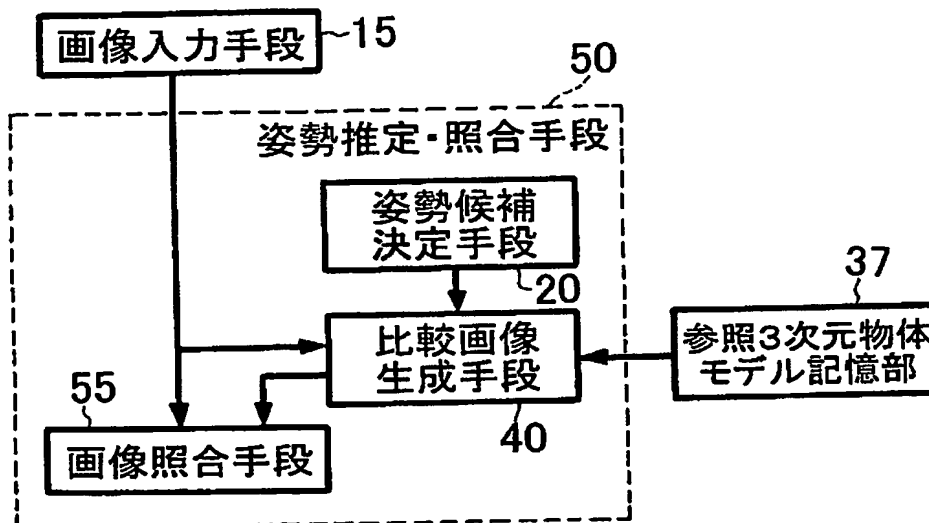 画像入力手段
15
50
姿勢推定・照合手段
姿勢候補
決定手段
20
37
比較画像
生成手段
40
参照3次元物体
モデル記憶部
55
画像照合手段